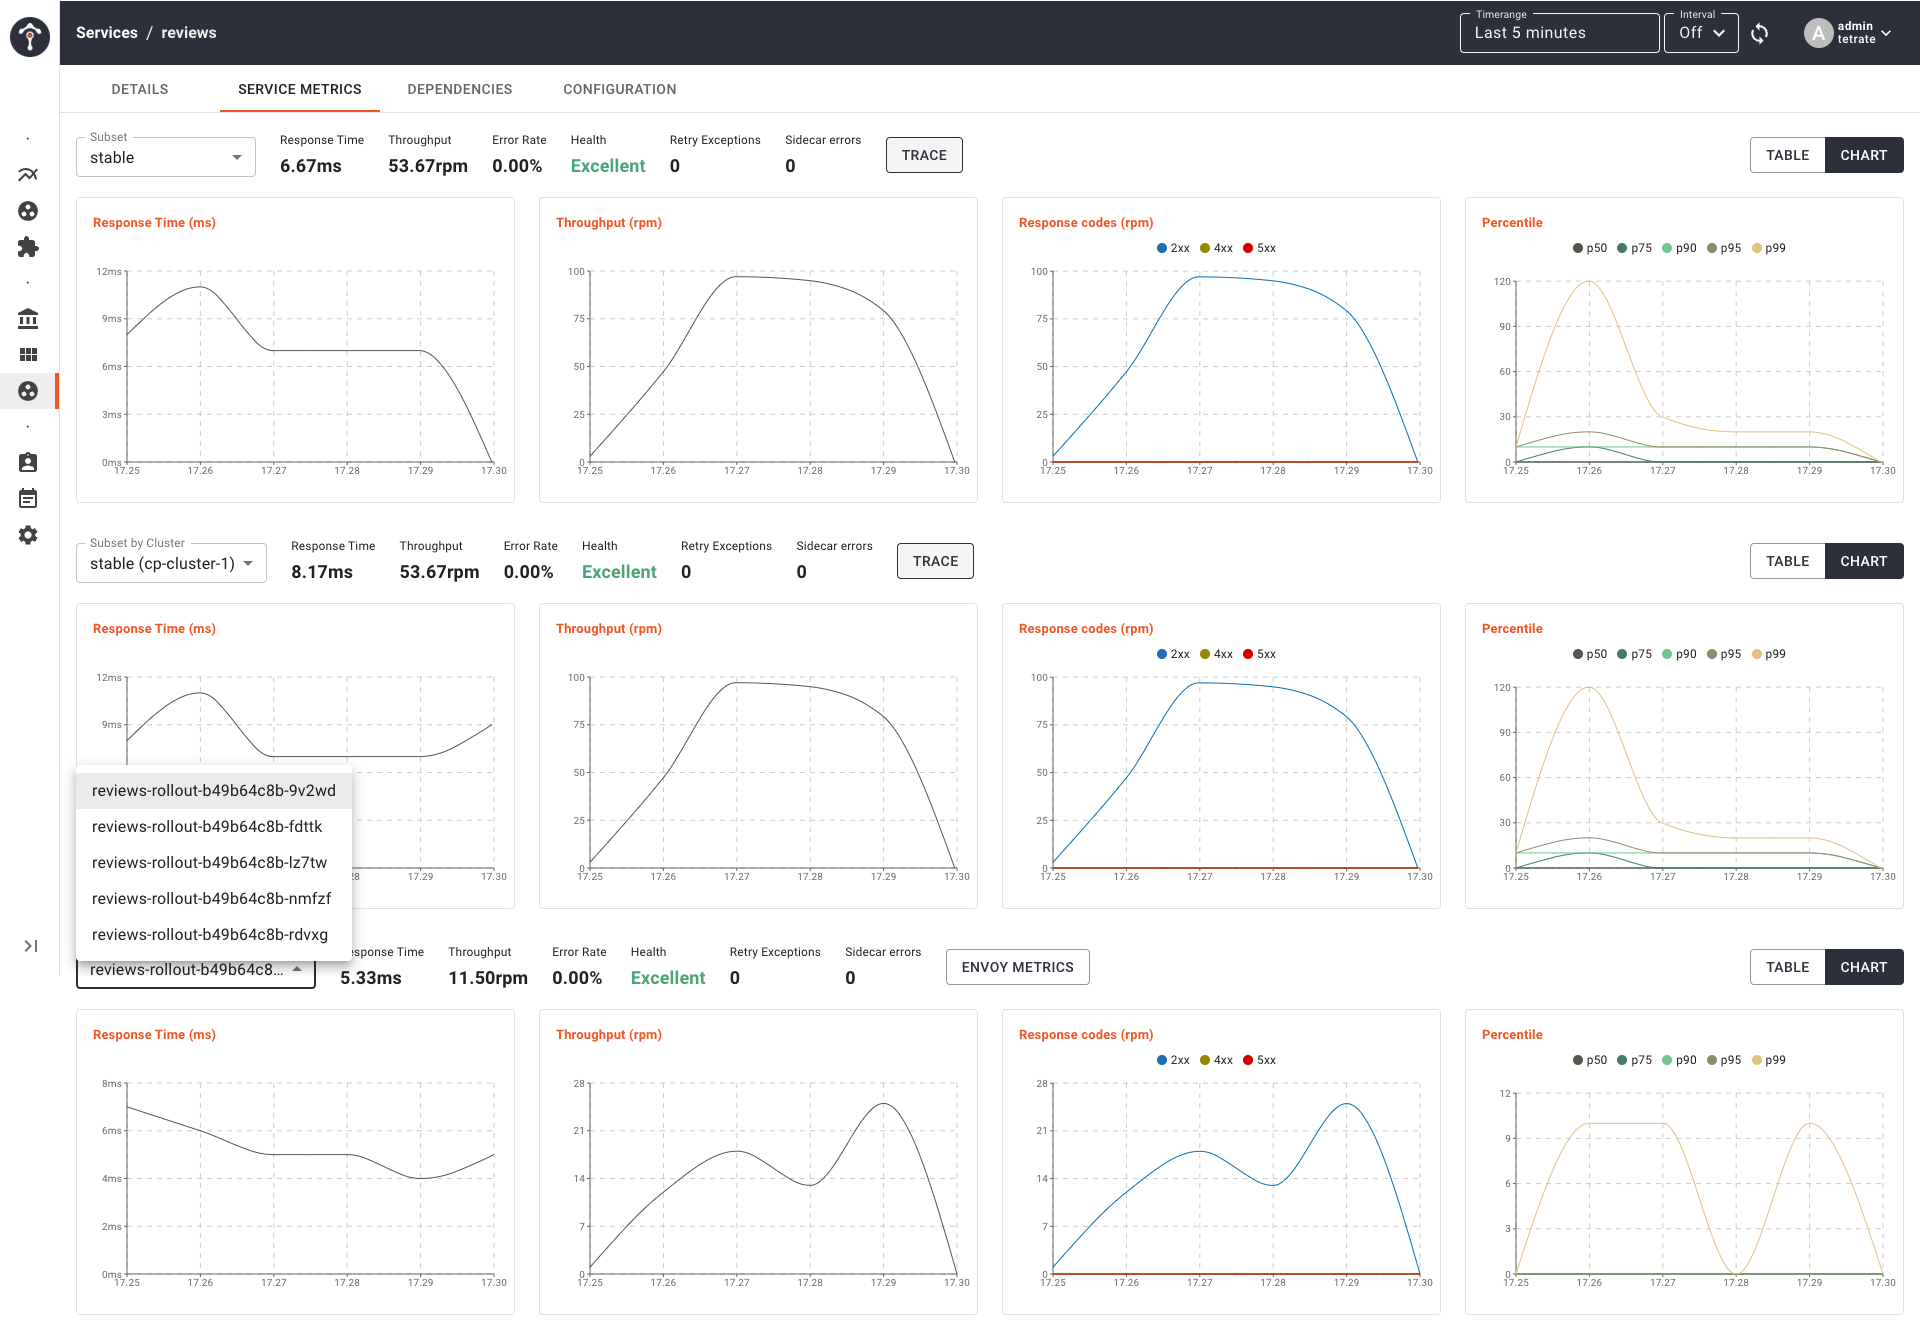 Services / reviews
Timerange
Last 5 minutes
Interval
Off
A
admin
tetrate
DETAILS
SERVICE METRICS
DEPENDENCIES
CONFIGURATION
Subset
stable
Response Time
6.67ms
Throughput
53.67rpm
Error Rate
0.00%
Health
Excellent
Retry Exceptions
0
Sidecar errors
0
TRACE
TABLE
CHART
Response Time (ms)
12ms
9ms
6ms
3ms
0ms
17.25 17.26 17.27 17.28 17.29 17.30
Throughput (rpm)
100
75
50
25
0
17.25 17.26 17.27 17.28 17.29 17.30
Response codes (rpm)
2xx 4xx 5xx
100
75
50
25
0
17.25 17.26 17.27 17.28 17.29 17.30
Percentile
p50 p75 p90 p95 p99
120
90
60
30
0
17.25 17.26 17.27 17.28 17.29 17.30
Subset by Cluster
stable (cp-cluster-1)
Response Time
8.17ms
Throughput
53.67rpm
Error Rate
0.00%
Health
Excellent
Retry Exceptions
0
Sidecar errors
0
TRACE
TABLE
CHART
Response Time (ms)
12ms
9ms
17.29 17.30
Throughput (rpm)
100
75
50
25
0
17.25 17.26 17.27 17.28 17.29 17.30
Response codes (rpm)
2xx 4xx 5xx
100
75
50
25
0
17.25 17.26 17.27 17.28 17.29 17.30
Percentile
p50 p75 p90 p95 p99
120
90
60
30
0
17.25 17.26 17.27 17.28 17.29 17.30
reviews-rollout-b49b64c8b-9v2wd
reviews-rollout-b49b64c8b-fdttk
reviews-rollout-b49b64c8b-lz7tw
reviews-rollout-b49b64c8b-nmfzf
reviews-rollout-b49b64c8b-rdvxg
reviews-rollout-b49b64c8...
Time
5.33ms
Throughput
11.50rpm
Error Rate
0.00%
Health
Excellent
Retry Exceptions
0
Sidecar errors
0
ENVOY METRICS
TABLE
CHART
Response Time (ms)
8ms
6ms
4ms
2ms
0ms
17.25 17.26 17.27 17.28 17.29 17.30
Throughput (rpm)
28
21
14
7
0
17.25 17.26 17.27 17.28 17.29 17.30
Response codes (rpm)
2xx 4xx 5xx
28
21
14
7
0
17.25 17.26 17.27 17.28 17.29 17.30
Percentile
p50 p75 p90 p95 p99
12
9
6
3
0
17.25 17.26 17.27 17.28 17.29 17.30